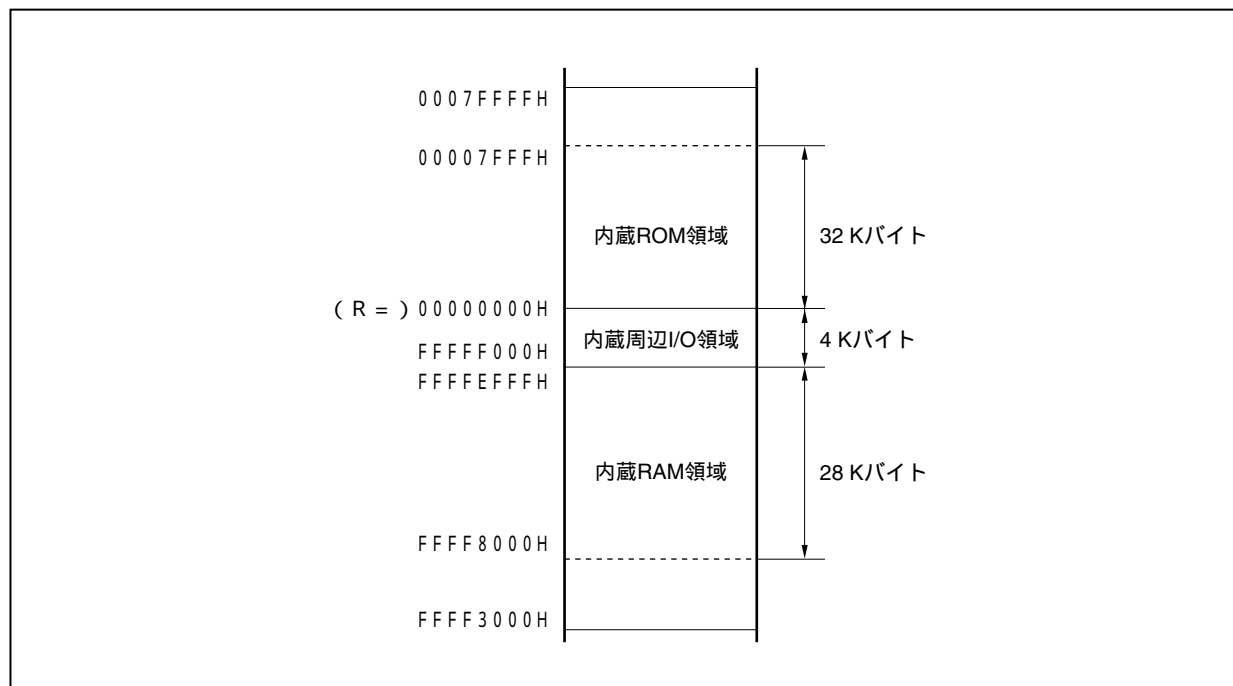 0007FFFFH
00007FFFH
内蔵ROM領域 32 Kバイト
( R = ) 00000000H
内蔵周辺I/O領域 4 Kバイト
FFFFF000H
FFFFEFFFH
内蔵RAM領域 28 Kバイト
FFFF8000H
FFFF3000H